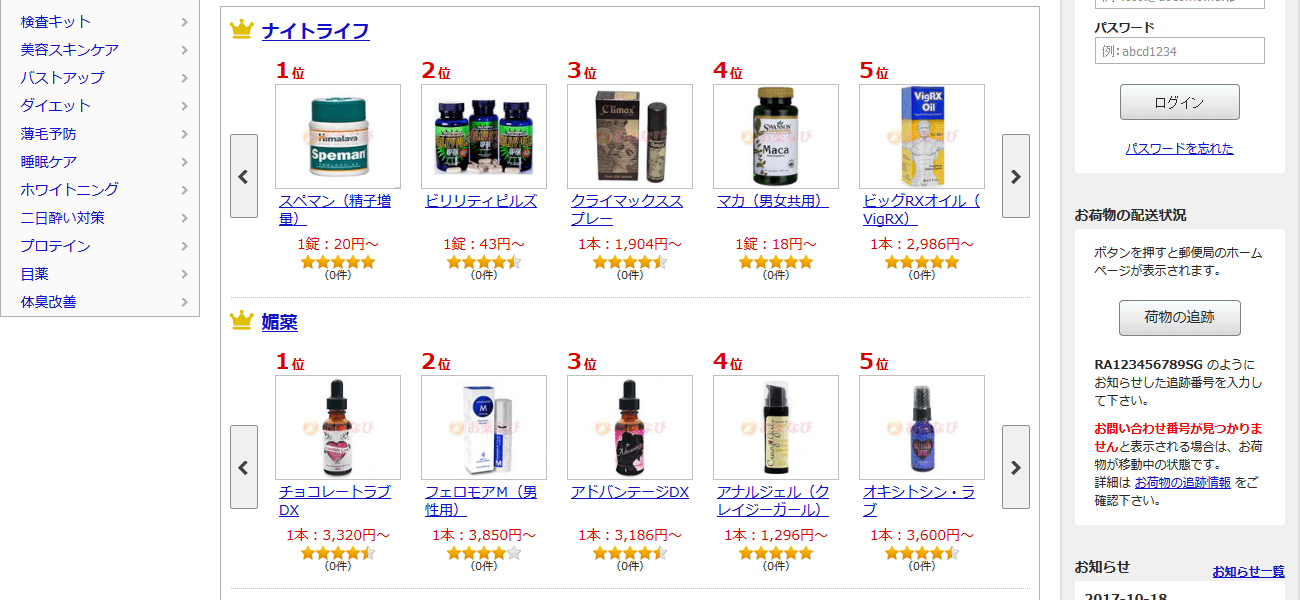 検査キット
美容スキンケア
バストアップ
ダイエット
薄毛予防
睡眠ケア
ホワイトニング
二日酔い対策
プロテイン
目薬
体臭改善
ナイトライフ
1位
2位
3位
4位
5位
Himalaya
Speman
Climax
SWANSON
Maca
VigRX
Oil
スペマン（精子増
量）
ビリリティピルズ
クライマックスス
プレー
マカ（男女共用）
ビッグRXオイル（
VigRX）
1錠：20円～
1錠：43円～
1本：1,904円～
1錠：18円～
1本：2,986円～
(0件)
(0件)
(0件)
(0件)
(0件)
媚薬
1位
2位
3位
4位
5位
M
チョコレートラブ
DX
フェロモアＭ（男
性用）
アドバンテージDX
アナルジェル（ク
レイジーガール）
オキシトシン・ラ
ブ
1本：3,320円～
1本：3,850円～
1本：3,186円～
1本：1,296円～
1本：3,600円～
(0件)
(0件)
(0件)
(0件)
(0件)
パスワード
例：abcd1234
ログイン
パスワードを忘れた
お荷物の配送状況
ボタンを押すと郵便局のホーム
ページが表示されます。
荷物の追跡
RA123456789SG のように
お知らせした追跡番号を入力し
て下さい。
お問い合わせ番号が見つかりま
せんと表示される場合は、お荷
物が移動中の状態です。
詳細は お荷物の追跡情報 をご
確認下さい。
お知らせ
お知らせ一覧
2017-10-18